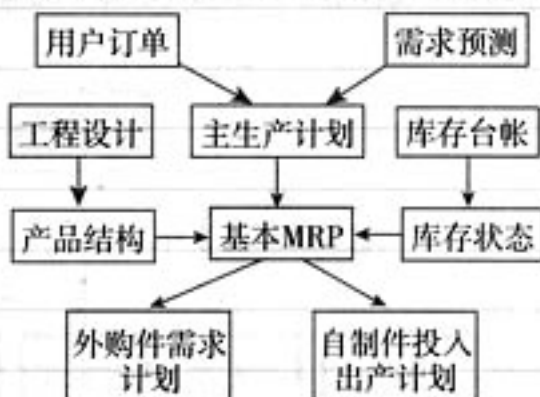 用户订单
需求预测
工程设计
主生产计划
库存台帐
产品结构
基本MRP
库存状态
外购件需求
计划
自制件投入
出产计划